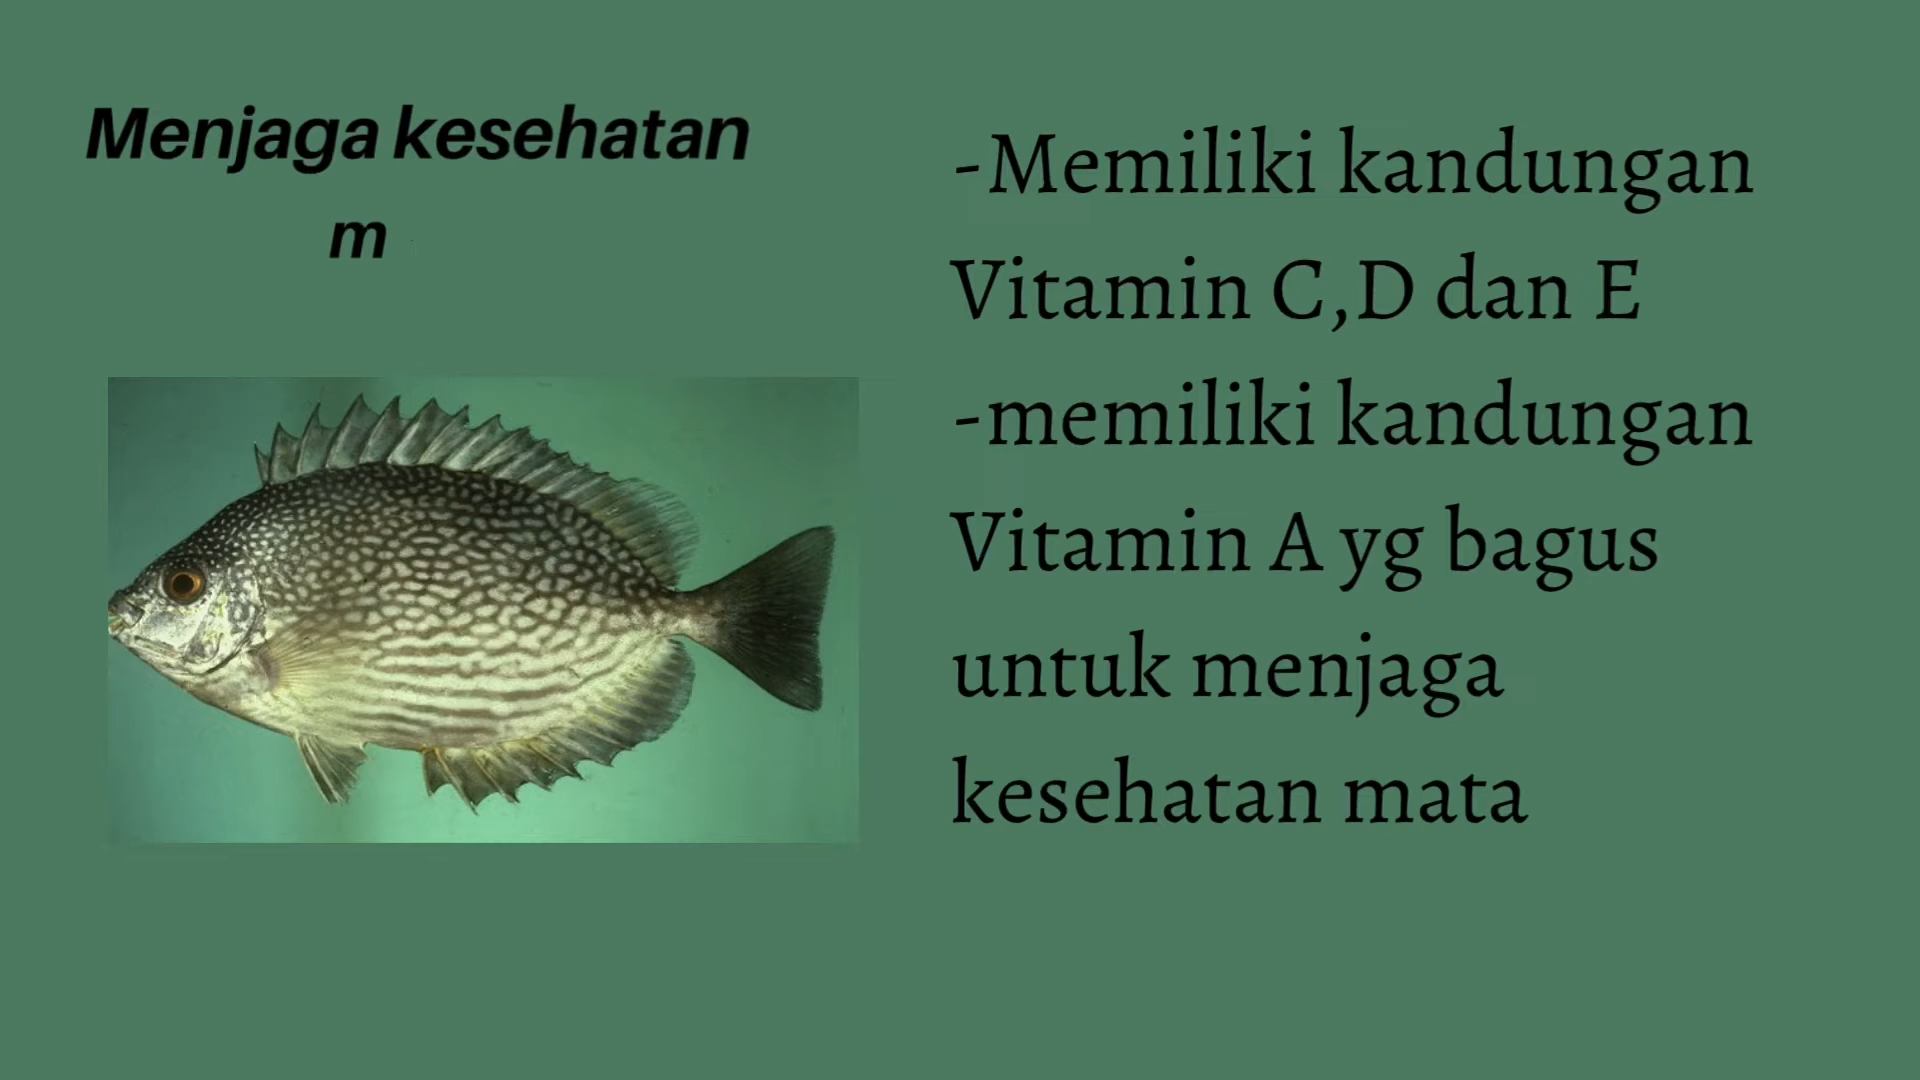 Menjaga kesehatan
m
-Memiliki kandungan
Vitamin C,D dan E
-memiliki kandungan
Vitamin A yg bagus
untuk menjaga
kesehatan mata